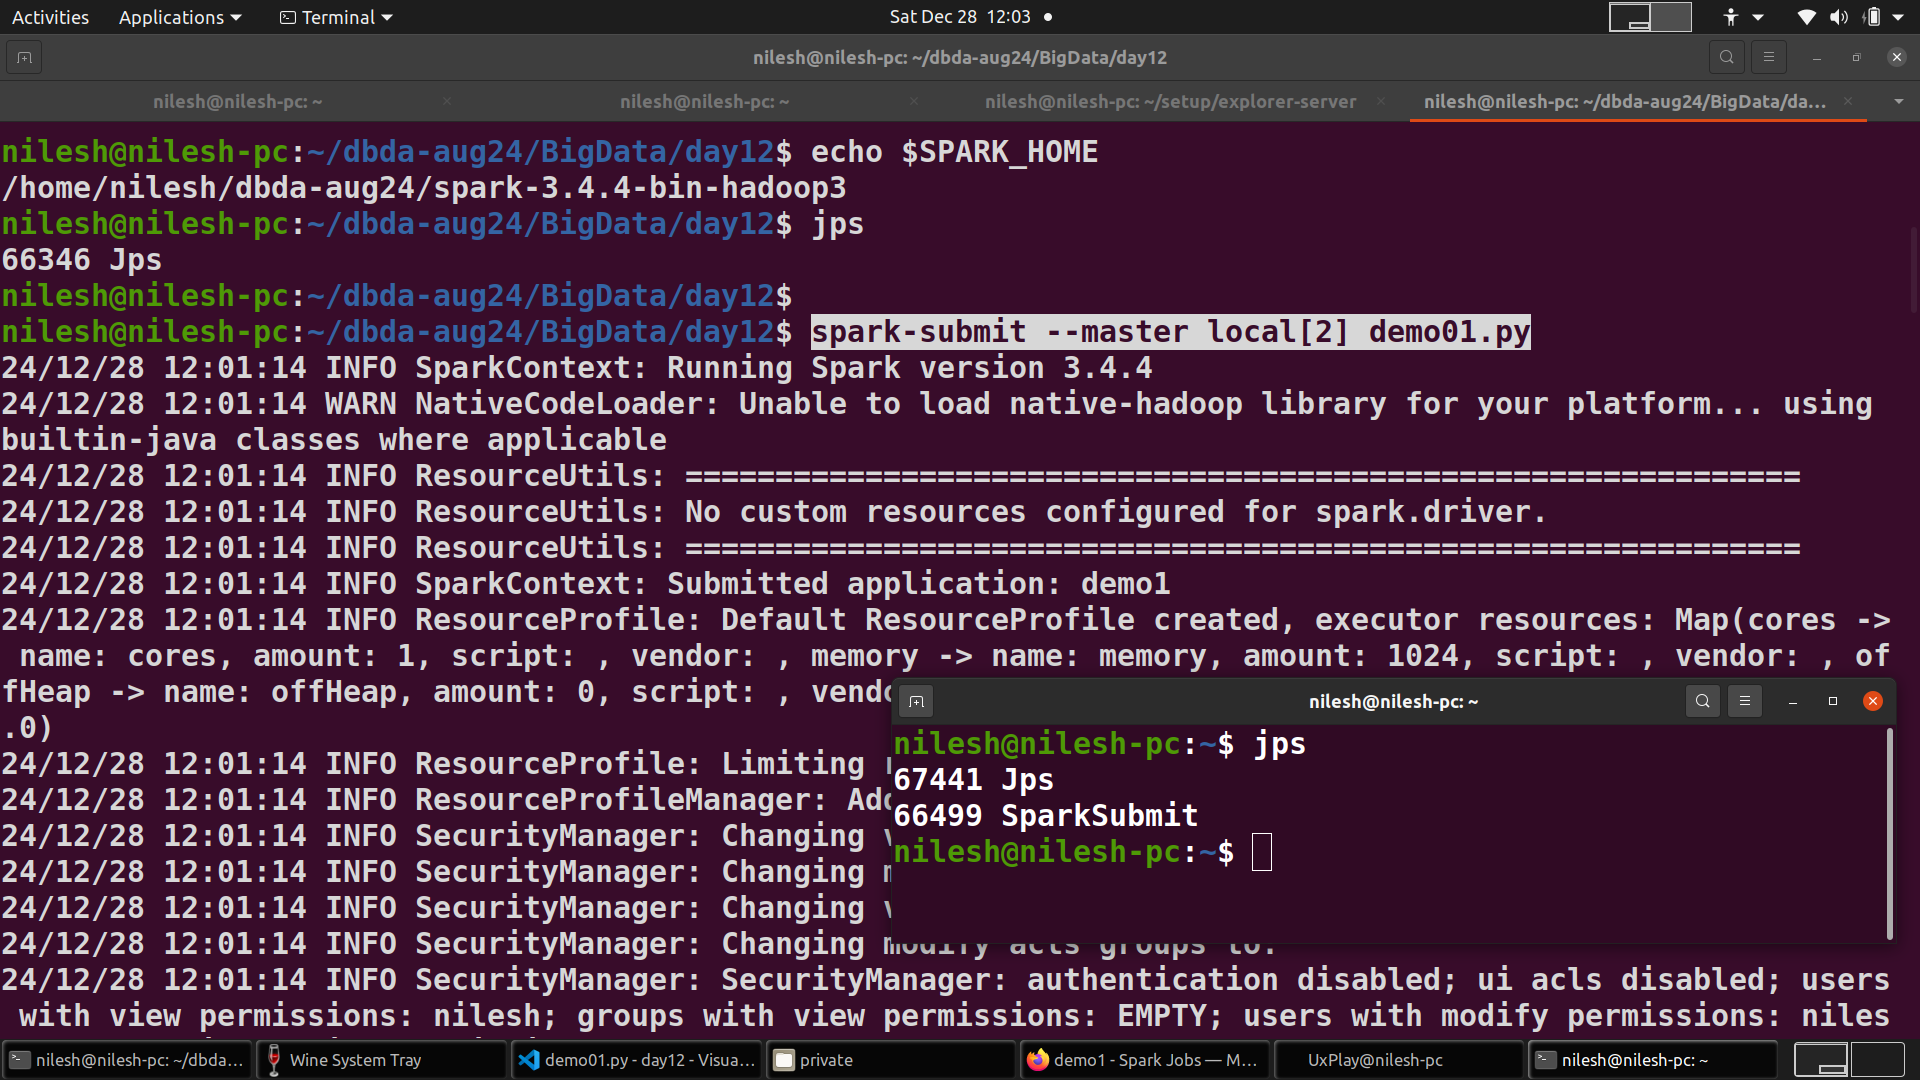 Activities Applications Terminal Sat Dec 28 12:03
nilesh@nilesh-pc: ~/dbda-aug24/BigData/day12
nilesh@nilesh-pc: ~ nilesh@nilesh-pc: ~ nilesh@nilesh-pc: ~/setup/explorer-server nilesh@nilesh-pc: ~/dbda-aug24/BigData/da...
nilesh@nilesh-pc:~/dbda-aug24/BigData/day12$ echo $SPARK_HOME
/home/nilesh/dbda-aug24/spark-3.4.4-bin-hadoop3
nilesh@nilesh-pc:~/dbda-aug24/BigData/day12$ jps
66346 Jps
nilesh@nilesh-pc:~/dbda-aug24/BigData/day12$
nilesh@nilesh-pc:~/dbda-aug24/BigData/day12$ spark-submit --master local[2] demo01.py
24/12/28 12:01:14 INFO SparkContext: Running Spark version 3.4.4
24/12/28 12:01:14 WARN NativeCodeLoader: Unable to load native-hadoop library for your platform... using
builtin-java classes where applicable
24/12/28 12:01:14 INFO ResourceUtils: ==============================================================
24/12/28 12:01:14 INFO ResourceUtils: No custom resources configured for spark.driver.
24/12/28 12:01:14 INFO ResourceUtils: ==============================================================
24/12/28 12:01:14 INFO SparkContext: Submitted application: demo1
24/12/28 12:01:14 INFO ResourceProfile: Default ResourceProfile created, executor resources: Map(cores ->
name: cores, amount: 1, script: , vendor: , memory -> name: memory, amount: 1024, script: , vendor: , of
fHeap -> name: offHeap, amount: 0, script: , vend
.0)
24/12/28 12:01:14 INFO ResourceProfile: Limiting
24/12/28 12:01:14 INFO ResourceProfileManager: Ad
24/12/28 12:01:14 INFO SecurityManager: Changing
24/12/28 12:01:14 INFO SecurityManager: Changing
24/12/28 12:01:14 INFO SecurityManager: Changing
24/12/28 12:01:14 INFO SecurityManager: Changing modify acls groups to:
24/12/28 12:01:14 INFO SecurityManager: SecurityManager: authentication disabled; ui acls disabled; users
with view permissions: nilesh; groups with view permissions: EMPTY; users with modify permissions: niles
nilesh@nilesh-pc: ~
nilesh@nilesh-pc:~$ jps
67441 Jps
66499 SparkSubmit
nilesh@nilesh-pc:~$
nilesh@nilesh-pc: ~/dbda... Wine System Tray demo01.py - day12 - Visua... private demo1 - Spark Jobs — M... UxPlay@nilesh-pc nilesh@nilesh-pc: ~